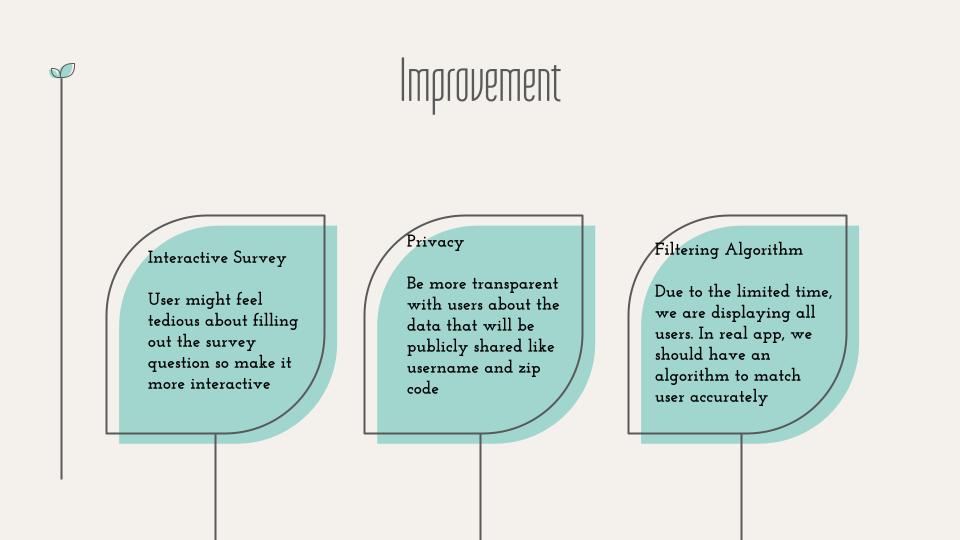 Improvement
Interactive Survey
User might feel
tedious about filling
out the survey
question so make it
more interactive
Privacy
Be more transparent
with users about the
data that will be
publicly shared like
username and zip
code
Filtering Algorithm
Due to the limited time,
we are displaying all
users. In real app, we
should have an
algorithm to match
user accurately